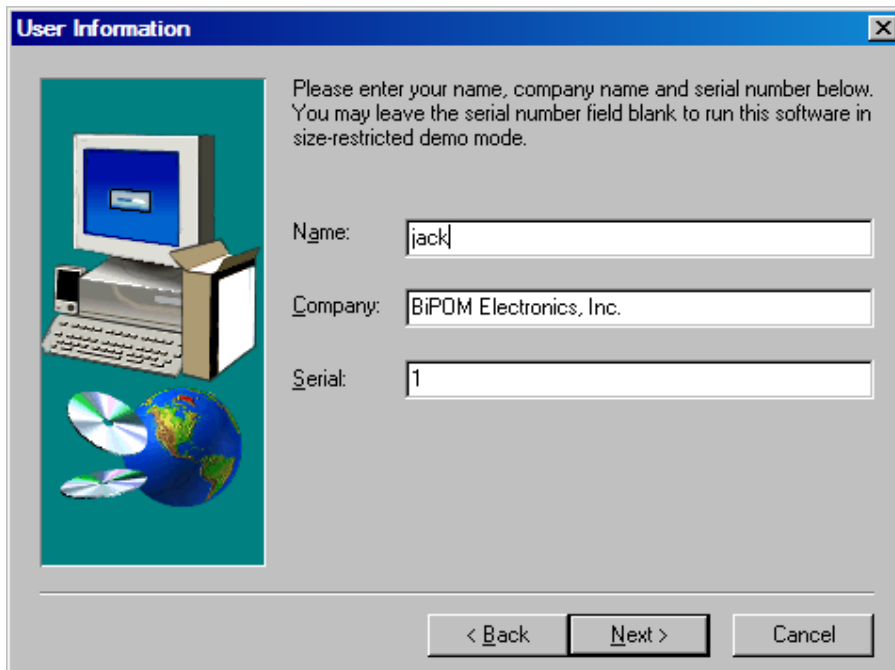 User Information
Please enter your name, company name and serial number below.
You may leave the serial number field blank to run this software in
size-restricted demo mode.
Name: jack
Company: BiPOM Electronics, Inc.
Serial: 1
< Back Next > Cancel